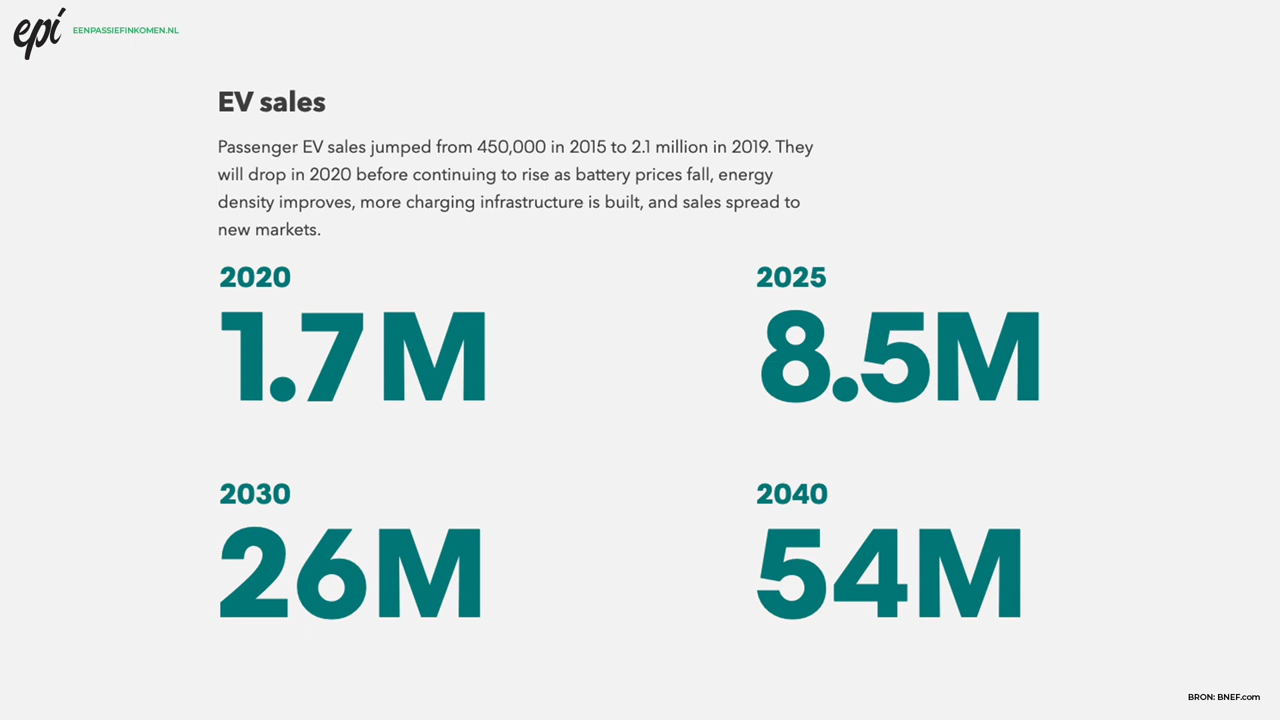 epi
EENPASSIEFINKOMEN.NL
EV sales
Passenger EV sales jumped from 450,000 in 2015 to 2.1 million in 2019. They
will drop in 2020 before continuing to rise as battery prices fall, energy
density improves, more charging infrastructure is built, and sales spread to
new markets.
2020
1.7M
2025
8.5M
2030
26M
2040
54M
BRON: BNEF.com